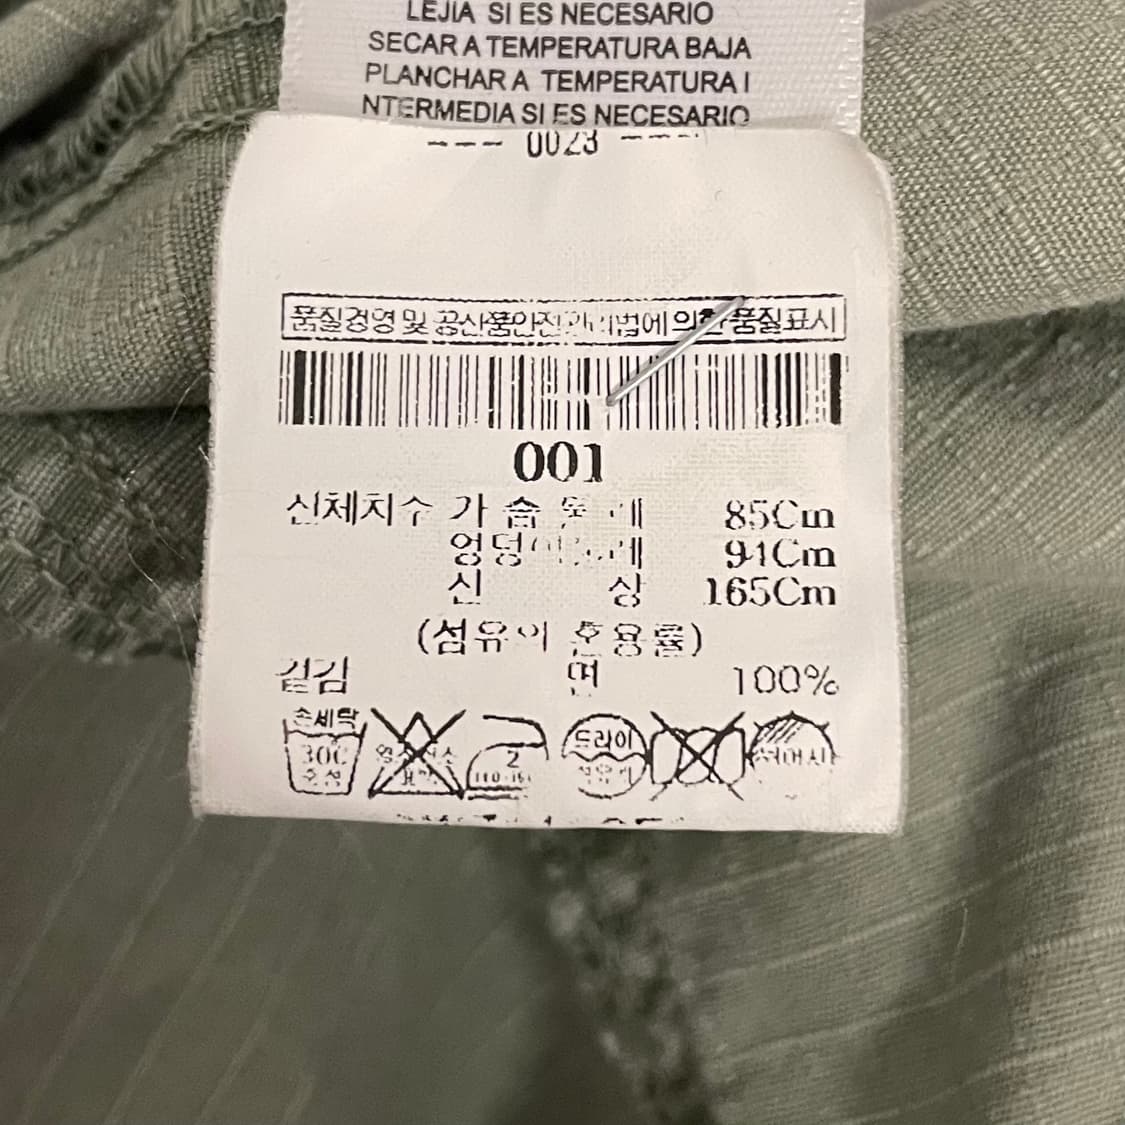 LEJIA SI ES NECESARIO
SECAR A TEMPERATURA BAJA
PLANCHAR A TEMPERATURA I
NTERMEDIA SI ES NECESARIO
--- 0023 ----
품질경영 및 공산품안전관리법에 의한 품질표시
001
신체치수 가슴둘레 85Cm
엉덩이둘레 94Cm
신장 165Cm
(섬유의 혼용률)
겉감 면 100%
손세탁 드라이
30C 2
중성 석유계